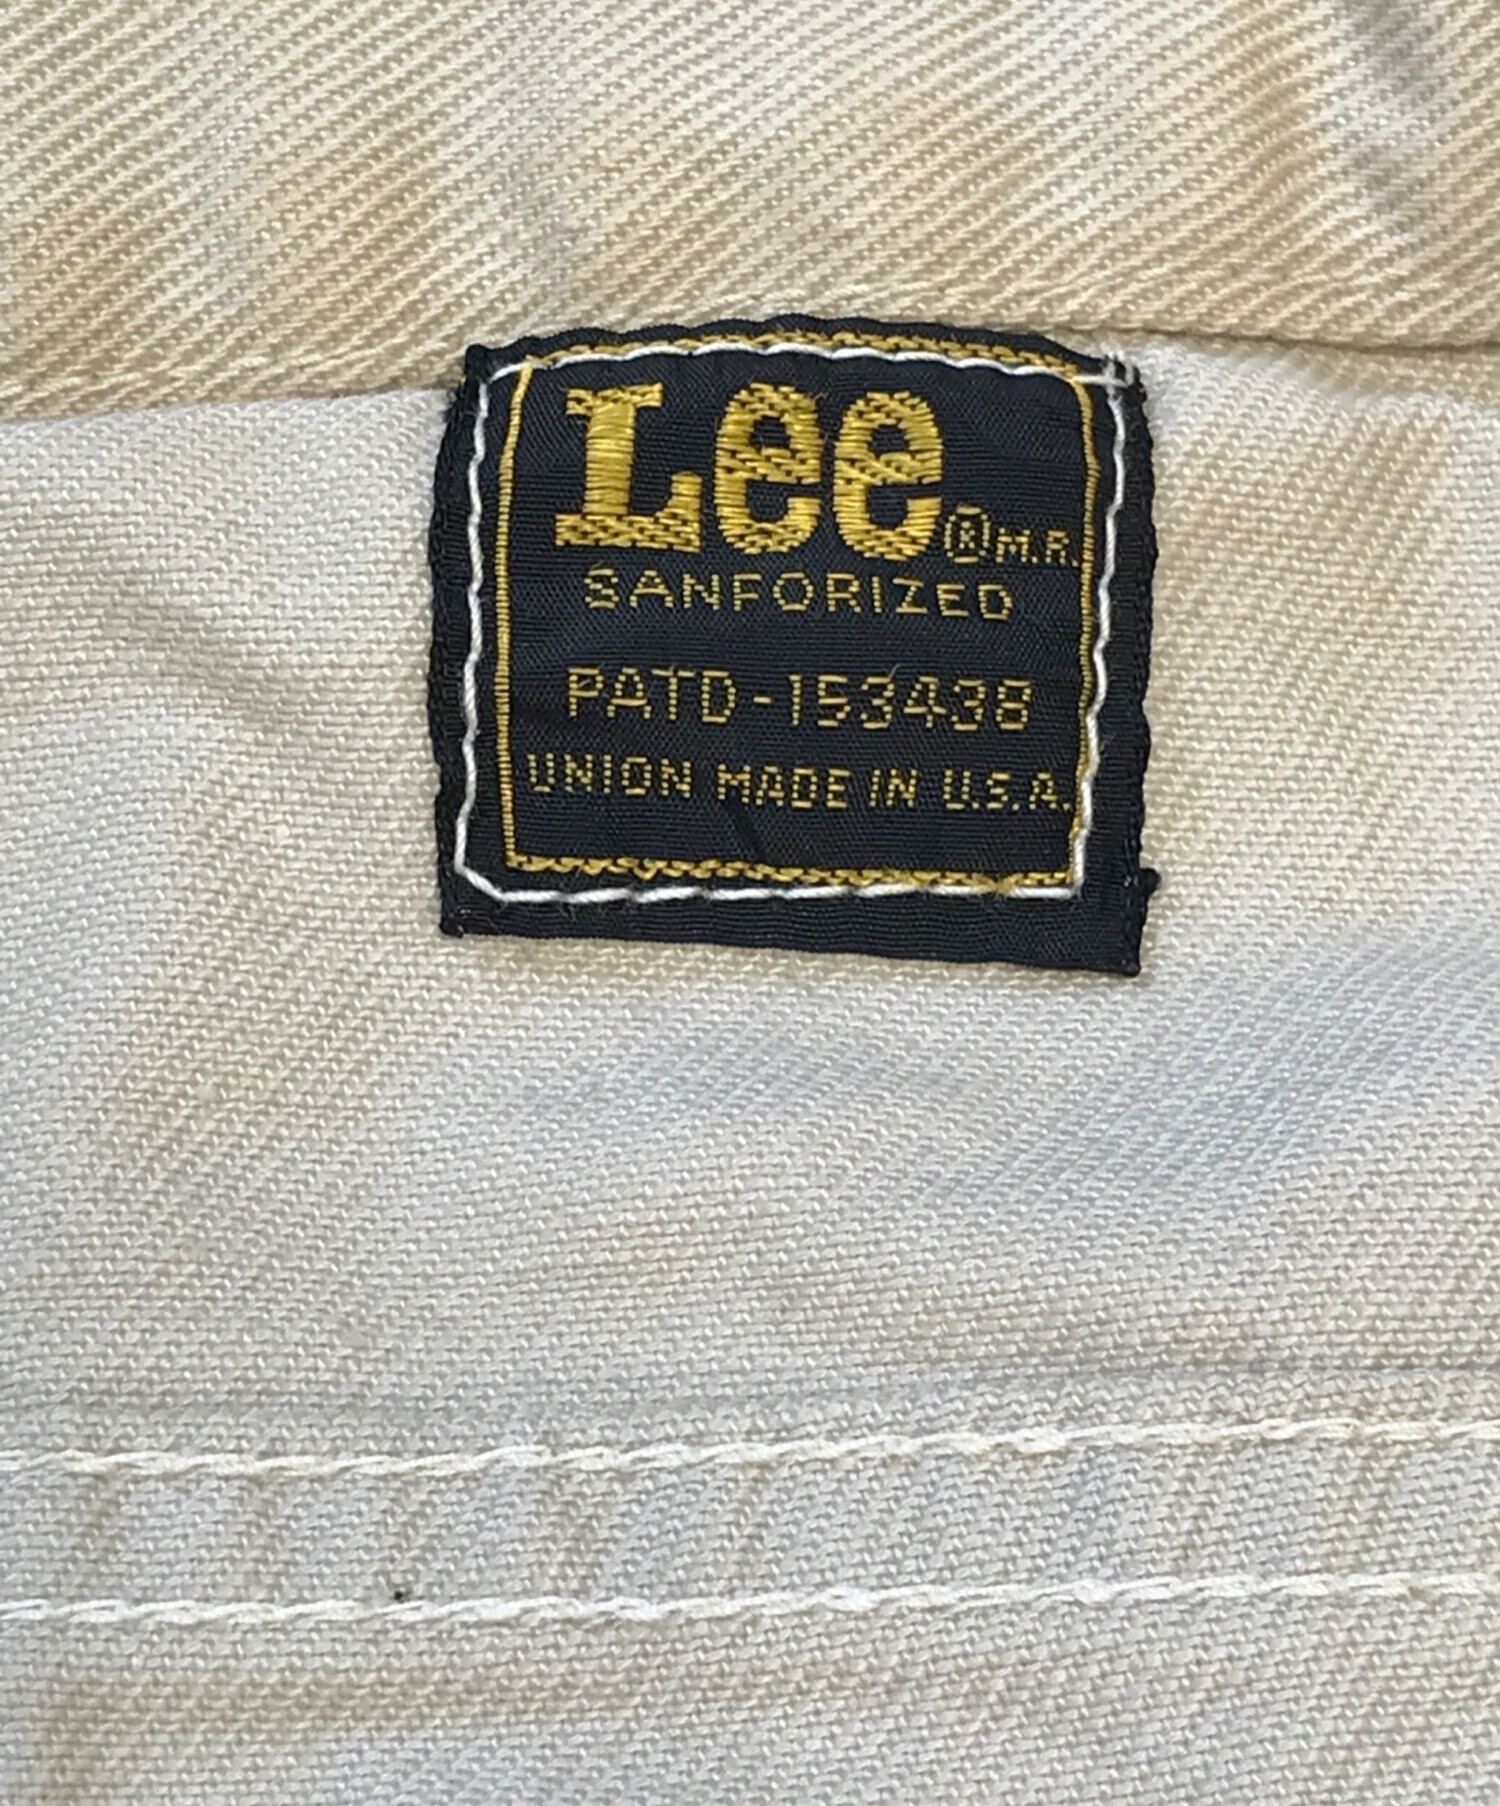 Lee® M.R.
SANFORIZED
PATD-153438
UNION MADE IN U.S.A.